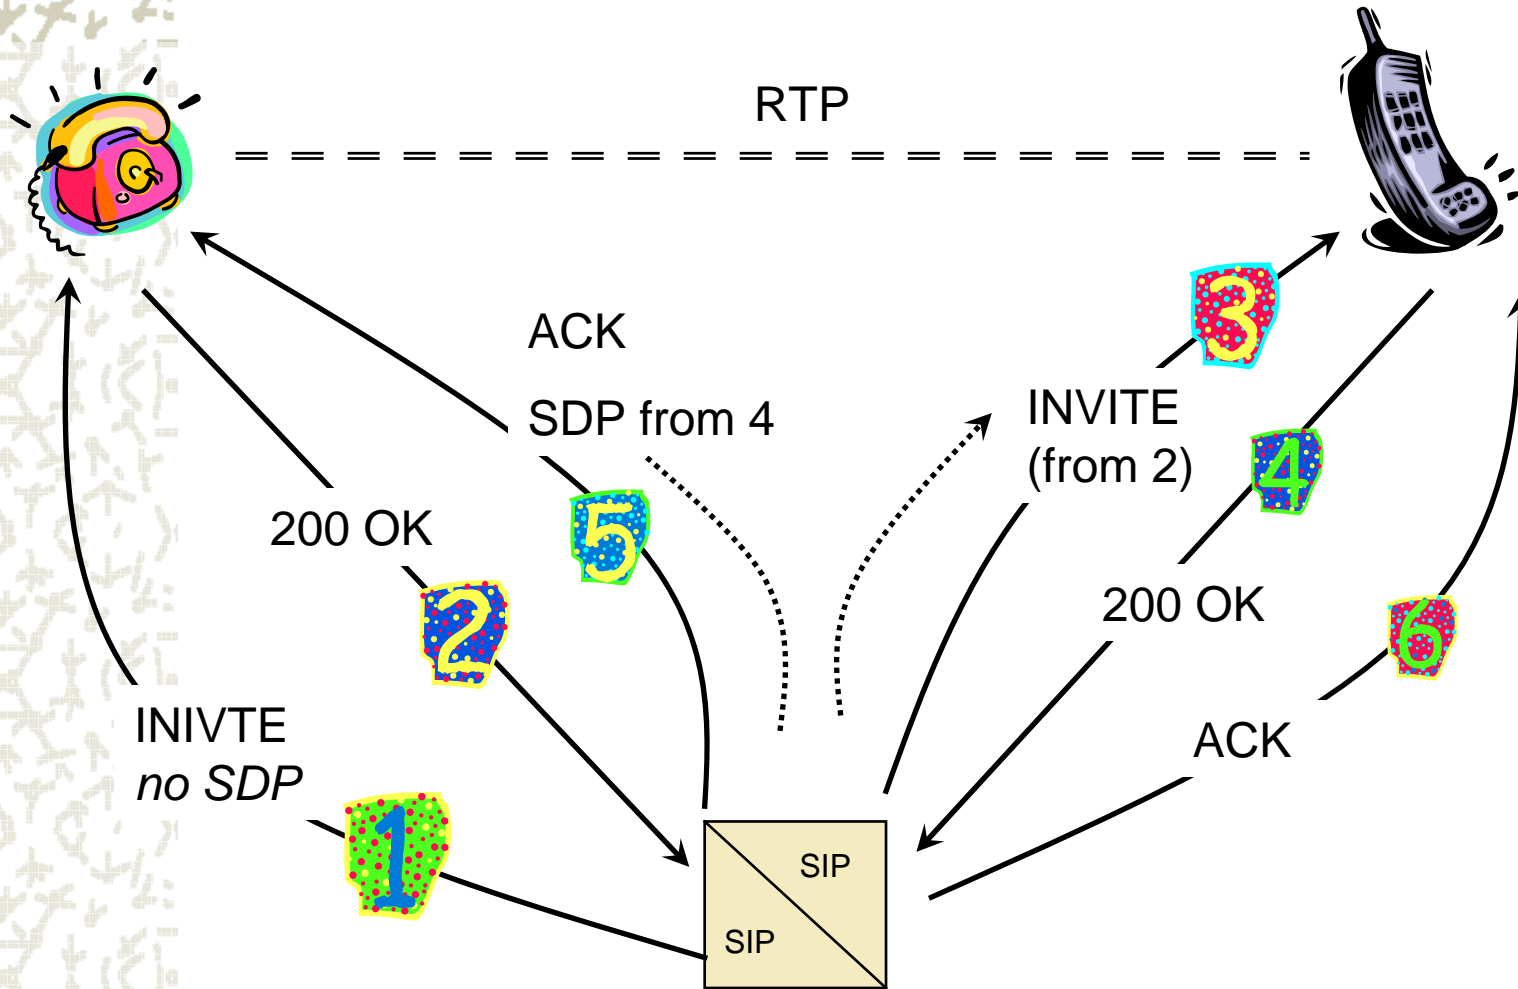 RTP
3
ACK
SDP from 4
INVITE
(from 2)
4
200 OK
5
2
200 OK
6
INIVTE
no SDP
ACK
1
SIP
SIP